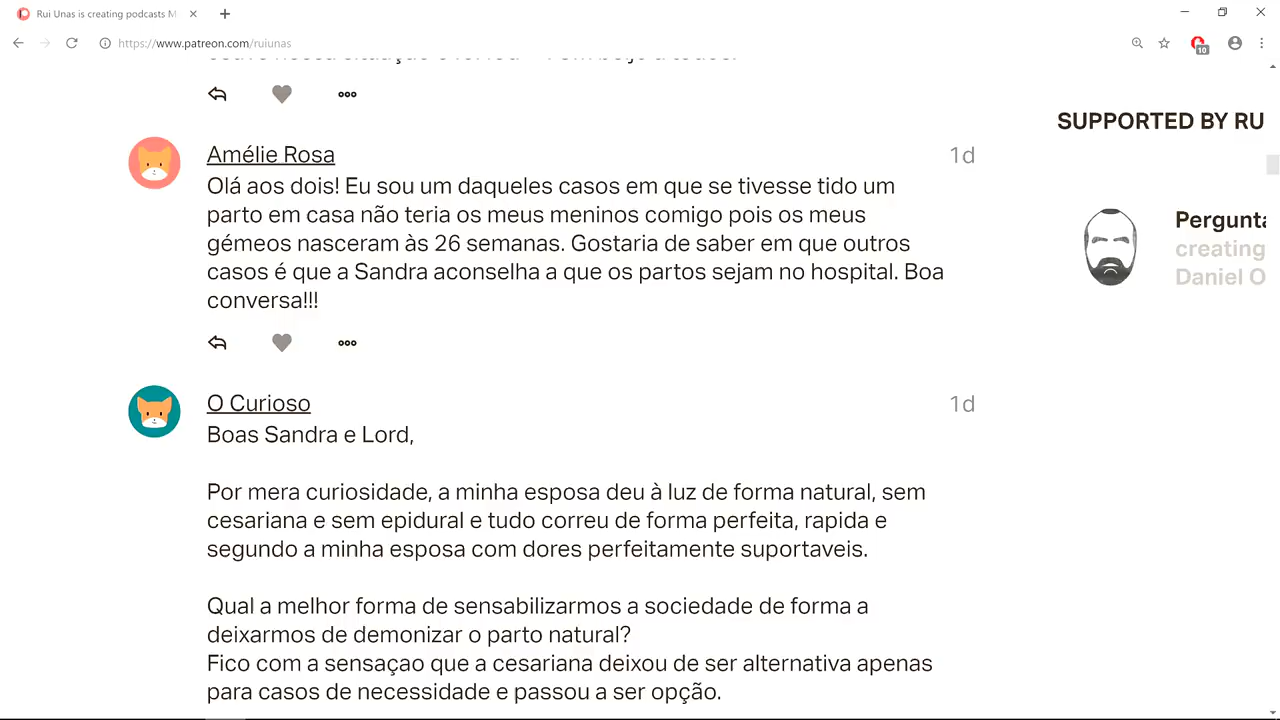 Rui Unas is creating podcasts M
https://www.patreon.com/ruiunas
10
SUPPORTED BY RU
Amélie Rosa
1d
Olá aos dois! Eu sou um daqueles casos em que se tivesse tido um
parto em casa não teria os meus meninos comigo pois os meus
gémeos nasceram às 26 semanas. Gostaria de saber em que outros
casos é que a Sandra aconselha a que os partos sejam no hospital. Boa
conversa!!!
Pergunta
creating
Daniel O
O Curioso
1d
Boas Sandra e Lord,
Por mera curiosidade, a minha esposa deu à luz de forma natural, sem
cesariana e sem epidural e tudo correu de forma perfeita, rapida e
segundo a minha esposa com dores perfeitamente suportaveis.
Qual a melhor forma de sensabilizarmos a sociedade de forma a
deixarmos de demonizar o parto natural?
Fico com a sensaçao que a cesariana deixou de ser alternativa apenas
para casos de necessidade e passou a ser opção.